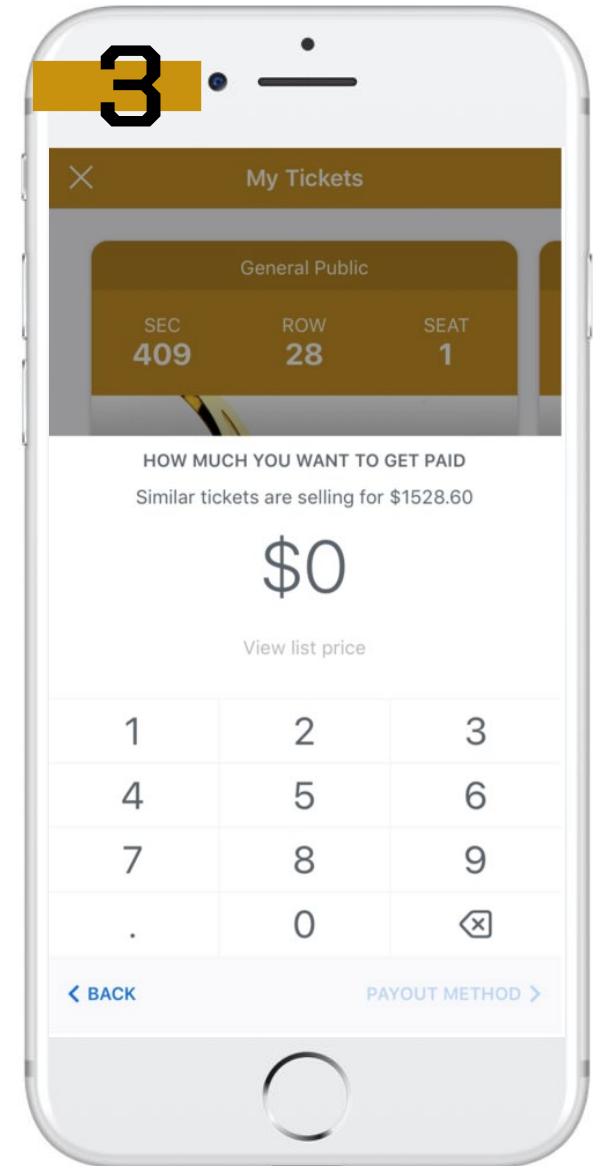 3
My Tickets
General Public
SEC ROW SEAT
409 28 1
HOW MUCH YOU WANT TO GET PAID
Similar tickets are selling for $1528.60
$0
View list price
1 2 3
4 5 6
7 8 9
. 0
BACK PAYOUT METHOD